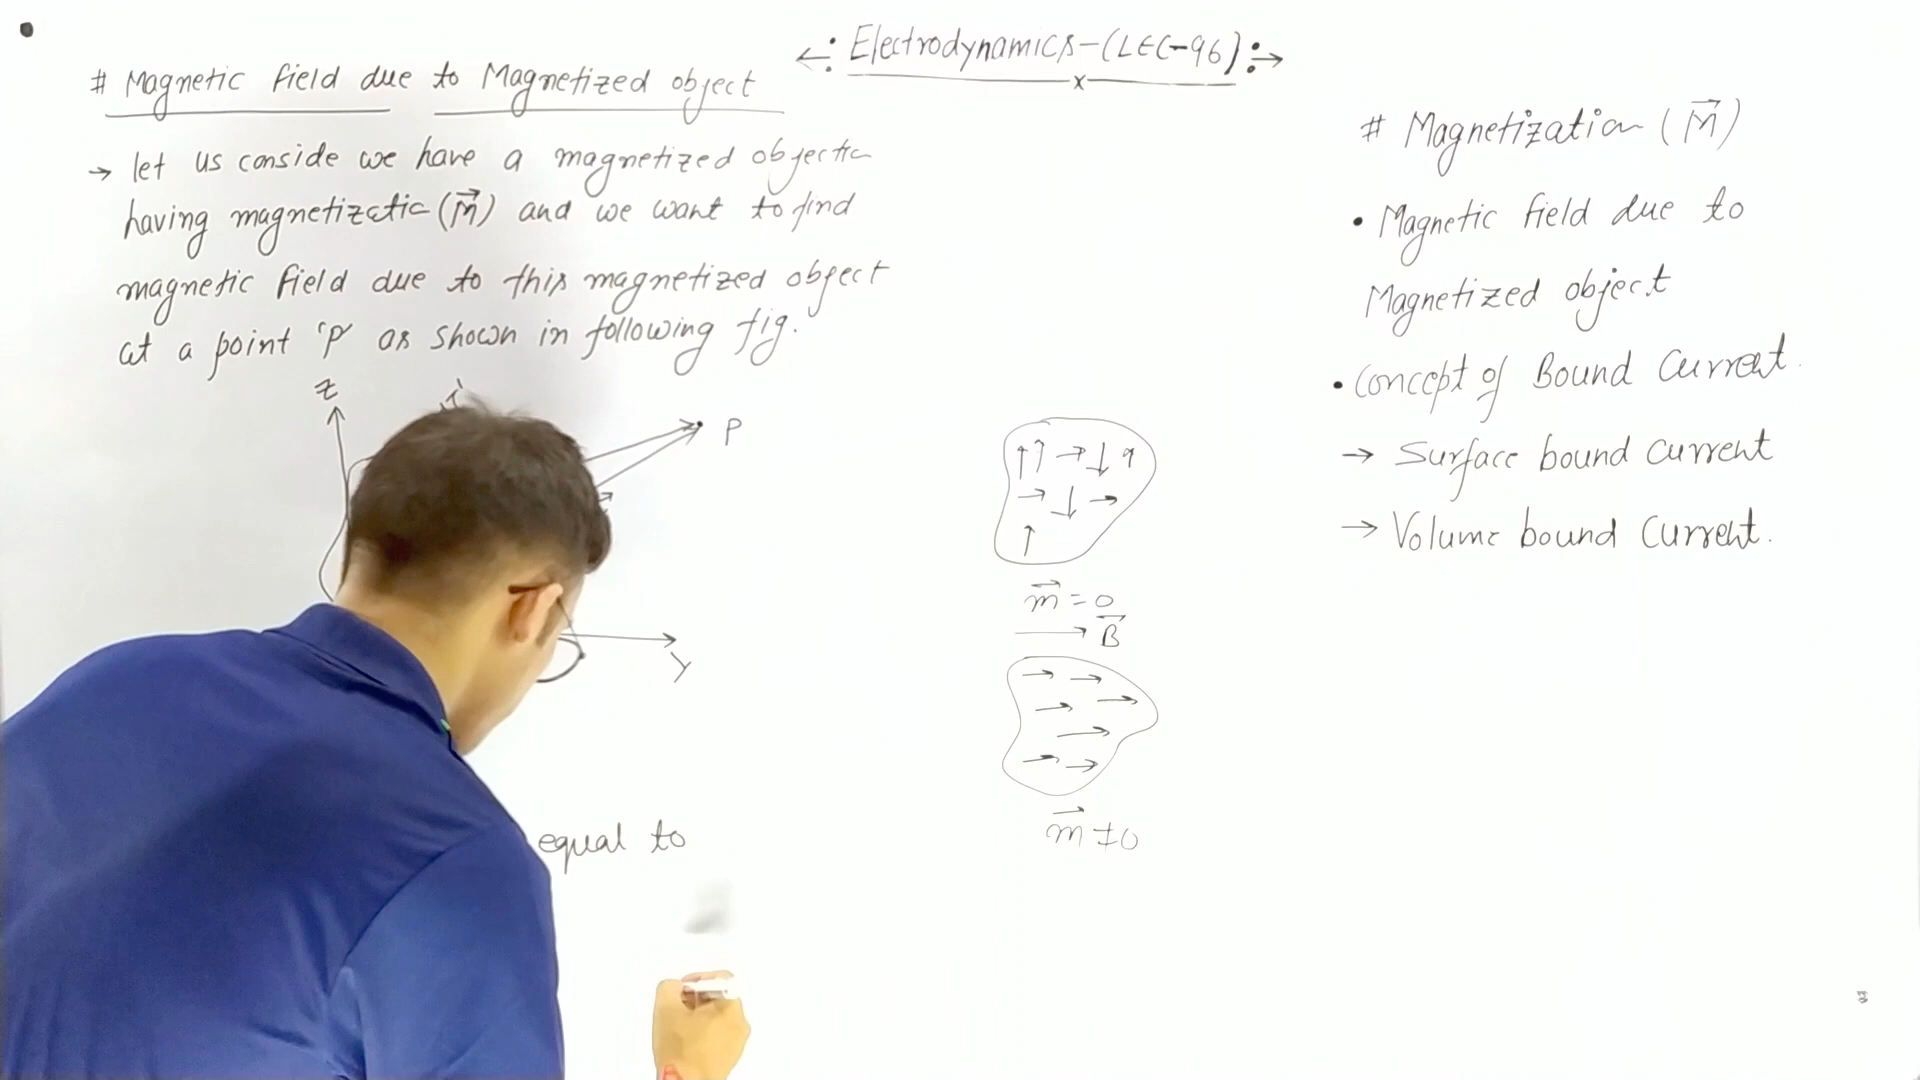 ←: Electrodynamics-(LEC-96):→
x
# Magnetic field due to Magnetized object
→ let us conside we have a magnetized objectic
having magnetizatic (M⃗) and we want to find
magnetic field due to this magnetized object
at a point 'p' as shown in following fig.
Z
P
y
equal to
m⃗ = 0
B⃗
m⃗ ≠ 0
# Magnetization (M⃗)
• Magnetic field due to
Magnetized object
• Concept of Bound Current.
→ Surface bound Current
→ Volume bound Current.